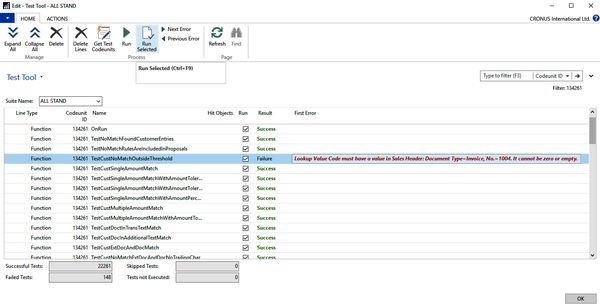 Edit - Test Tool - ALL STAND
HOME ACTIONS CRONUS International Ltd.
Expand All Collapse All Delete Delete Lines Get Test Codeunits Run Run Selected Next Error Previous Error Refresh Find
Manage Process Page
Run Selected (Ctrl+F9)
Test Tool Type to filter (F3) Codeunit ID
Filter: 134261
Suite Name: ALL STAND
Line Type Codeunit ID Name Hit Objects Run Result First Error
Function 134261 OnRun Success
Function 134261 TestNoMatchFoundCustomerEntries Success
Function 134261 TestNoMatchRulesAreIncludedInProposals Success
Function 134261 TestCustNoMatchOutsideThreshold Failure Lookup Value Code must have a value in Sales Header: Document Type=Invoice, No.=1004. It cannot be zero or empty.
Function 134261 TestCustSingleAmountMatch Success
Function 134261 TestCustSingleAmountMatchWithAmountToler... Success
Function 134261 TestCustSingleAmountMatchWithAmountToler... Success
Function 134261 TestCustSingleAmountMatchWithAmountPerc... Success
Function 134261 TestCustMultipleAmountMatch Success
Function 134261 TestCustMultipleAmountMatchWithAmountTo... Success
Function 134261 TestCustDoctInTransTextMatch Success
Function 134261 TestCustDocInAdditionalTextMatch Success
Function 134261 TestCustExtDocAndDocMatch Success
Function 134261 TestCustExtDocAndDocNoTrailingChar Success
Successful Tests: 22261 Skipped Tests: 0
Failed Tests: 148 Tests not Executed: 0
OK